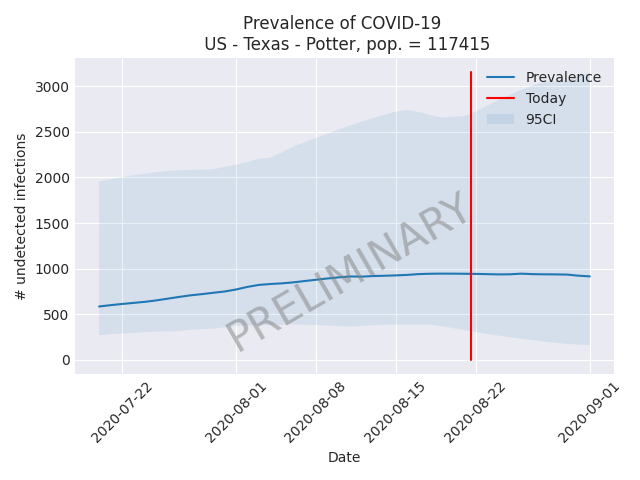 Prevalence of COVID-19
US - Texas - Potter, pop. = 117415
3000
2500
2000
1500
1000
500
0
# undetected infections
Prevalence
Today
95CI
PRELIMINARY
2020-07-22
2020-08-01
2020-08-08
2020-08-15
2020-08-22
2020-09-01
Date